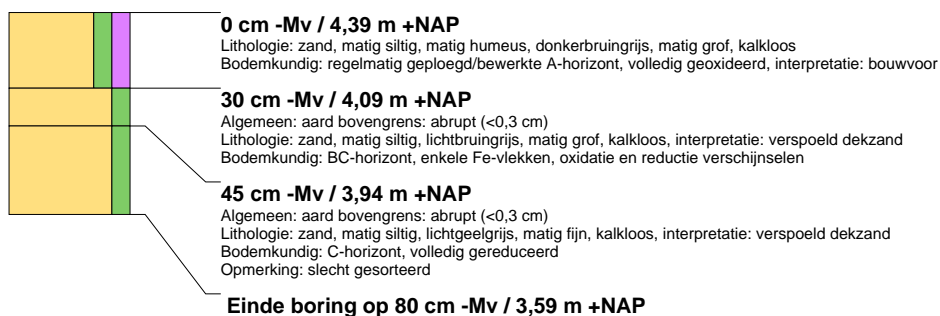 0 cm -Mv / 4,39 m +NAP
Lithologie: zand, matig siltig, matig humeus, donkerbruingrijs, matig grof, kalkloos
Bodemkundig: regelmatig geploegd/bewerkte A-horizont, volledig geoxideerd, interpretatie: bouwvoor
30 cm -Mv / 4,09 m +NAP
Algemeen: aard bovengrens: abrupt (<0,3 cm)
Lithologie: zand, matig siltig, lichtbruingrijs, matig grof, kalkloos, interpretatie: verspoeld dekzand
Bodemkundig: BC-horizont, enkele Fe-vlekken, oxidatie en reductie verschijnselen
45 cm -Mv / 3,94 m +NAP
Algemeen: aard bovengrens: abrupt (<0,3 cm)
Lithologie: zand, matig siltig, lichtgeelgrijs, matig fijn, kalkloos, interpretatie: verspoeld dekzand
Bodemkundig: C-horizont, volledig gereduceerd
Opmerking: slecht gesorteerd
Einde boring op 80 cm -Mv / 3,59 m +NAP